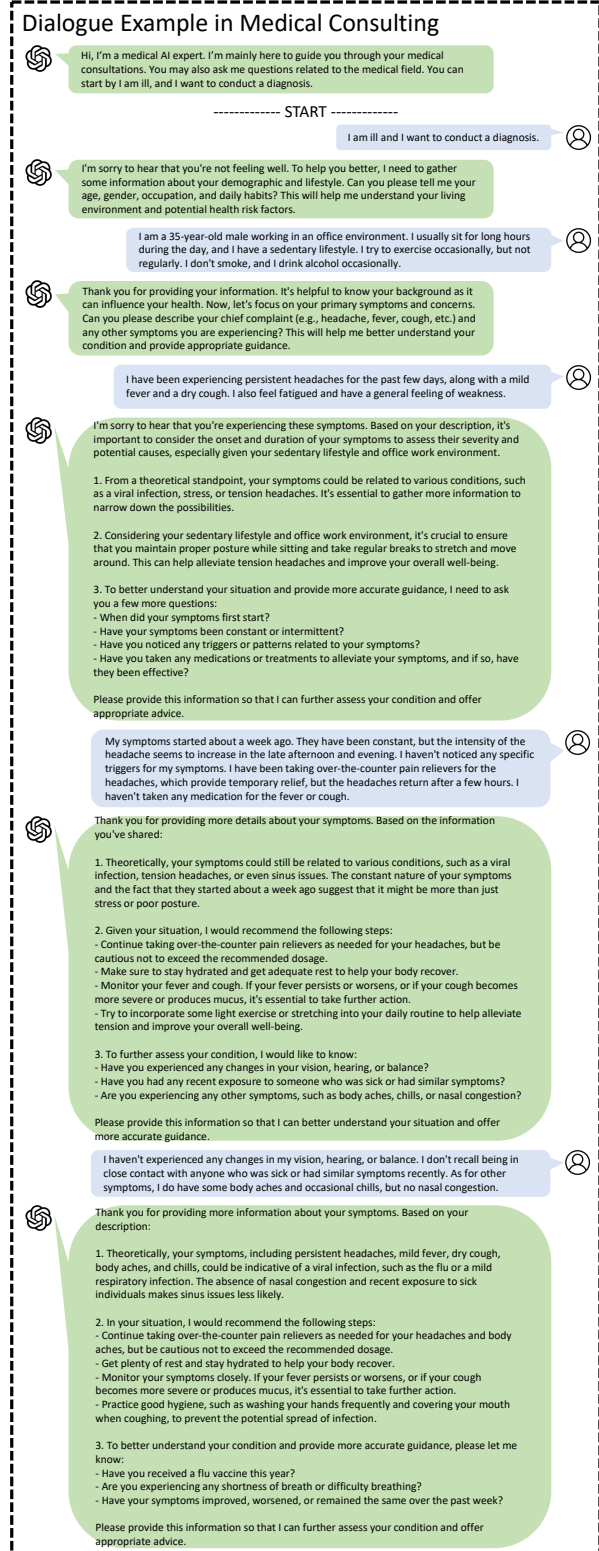 Dialogue Example in Medical Consulting
Hi, I'm a medical AI expert. I'm mainly here to guide you through your medical
consultations. You may also ask me questions related to the medical field. You can
start by I am ill, and I want to conduct a diagnosis.
------------- START -------------
I am ill and I want to conduct a diagnosis.
I'm sorry to hear that you're not feeling well. To help you better, I need to gather
some information about your demographic and lifestyle. Can you please tell me your
age, gender, occupation, and daily habits? This will help me understand your living
environment and potential health risk factors.
I am a 35-year-old male working in an office environment. I usually sit for long hours
during the day, and I have a sedentary lifestyle. I try to exercise occasionally, but not
regularly. I don't smoke, and I drink alcohol occasionally.
Thank you for providing your information. It's helpful to know your background as it
can influence your health. Now, let's focus on your primary symptoms and concerns.
Can you please describe your chief complaint (e.g., headache, fever, cough, etc.) and
any other symptoms you are experiencing? This will help me better understand your
condition and provide appropriate guidance.
I have been experiencing persistent headaches for the past few days, along with a mild
fever and a dry cough. I also feel fatigued and have a general feeling of weakness.
I'm sorry to hear that you're experiencing these symptoms. Based on your description, it's
important to consider the onset and duration of your symptoms to assess their severity and
potential causes, especially given your sedentary lifestyle and office work environment.
1. From a theoretical standpoint, your symptoms could be related to various conditions, such
as a viral infection, stress, or tension headaches. It's essential to gather more information to
narrow down the possibilities.
2. Considering your sedentary lifestyle and office work environment, it's crucial to ensure
that you maintain proper posture while sitting and take regular breaks to stretch and move
around. This can help alleviate tension headaches and improve your overall well-being.
3. To better understand your situation and provide more accurate guidance, I need to ask
you a few more questions:
- When did your symptoms first start?
- Have your symptoms been constant or intermittent?
- Have you noticed any triggers or patterns related to your symptoms?
- Have you taken any medications or treatments to alleviate your symptoms, and if so, have
they been effective?
Please provide this information so that I can further assess your condition and offer
appropriate advice.
My symptoms started about a week ago. They have been constant, but the intensity of the
headache seems to increase in the late afternoon and evening. I haven't noticed any specific
triggers for my symptoms. I have been taking over-the-counter pain relievers for the
headaches, which provide temporary relief, but the headaches return after a few hours. I
haven't taken any medication for the fever or cough.
Thank you for providing more details about your symptoms. Based on the information
you've shared:
1. Theoretically, your symptoms could still be related to various conditions, such as a viral
infection, tension headaches, or even sinus issues. The constant nature of your symptoms
and the fact that they started about a week ago suggest that it might be more than just
stress or poor posture.
2. Given your situation, I would recommend the following steps:
- Continue taking over-the-counter pain relievers as needed for your headaches, but be
cautious not to exceed the recommended dosage.
- Make sure to stay hydrated and get adequate rest to help your body recover.
- Monitor your fever and cough. If your fever persists or worsens, or if your cough becomes
more severe or produces mucus, it's essential to take further action.
- Try to incorporate some light exercise or stretching into your daily routine to help alleviate
tension and improve your overall well-being.
3. To further assess your condition, I would like to know:
- Have you experienced any changes in your vision, hearing, or balance?
- Have you had any recent exposure to someone who was sick or had similar symptoms?
- Are you experiencing any other symptoms, such as body aches, chills, or nasal congestion?
Please provide this information so that I can better understand your situation and offer
more accurate guidance.
I haven't experienced any changes in my vision, hearing, or balance. I don't recall being in
close contact with anyone who was sick or had similar symptoms recently. As for other
symptoms, I do have some body aches and occasional chills, but no nasal congestion.
Thank you for providing more information about your symptoms. Based on your
description:
1. Theoretically, your symptoms, including persistent headaches, mild fever, dry cough,
body aches, and chills, could be indicative of a viral infection, such as the flu or a mild
respiratory infection. The absence of nasal congestion and recent exposure to sick
individuals makes sinus issues less likely.
2. In your situation, I would recommend the following steps:
- Continue taking over-the-counter pain relievers as needed for your headaches and body
aches, but be cautious not to exceed the recommended dosage.
- Get plenty of rest and stay hydrated to help your body recover.
- Monitor your symptoms closely. If your fever persists or worsens, or if your cough
becomes more severe or produces mucus, it's essential to take further action.
- Practice good hygiene, such as washing your hands frequently and covering your mouth
when coughing, to prevent the potential spread of infection.
3. To better understand your condition and provide more accurate guidance, please let me
know:
- Have you received a flu vaccine this year?
- Are you experiencing any shortness of breath or difficulty breathing?
- Have your symptoms improved, worsened, or remained the same over the past week?
Please provide this information so that I can further assess your condition and offer
appropriate advice.